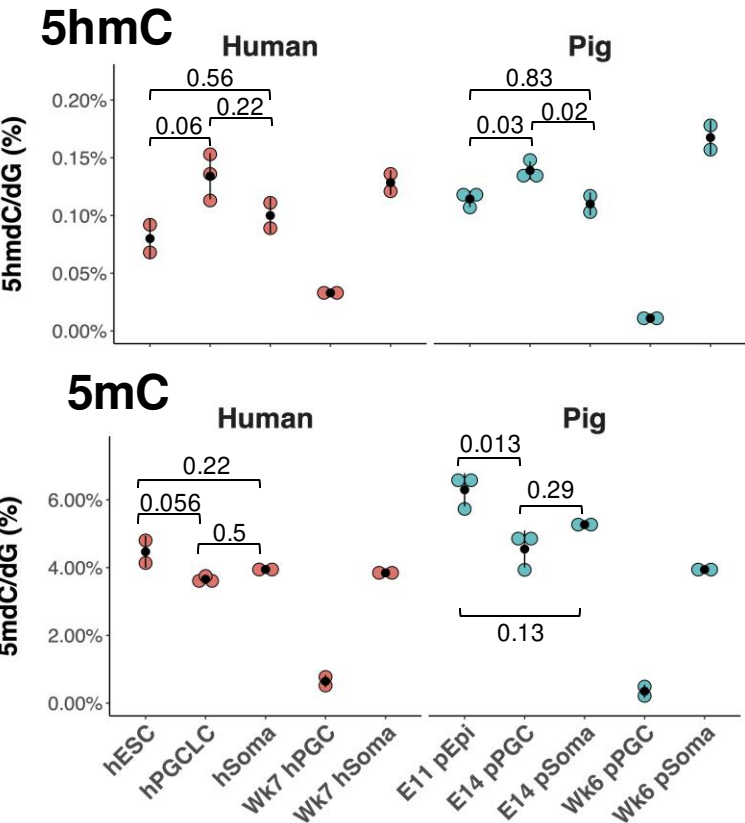 5hmC
Human
Pig
5hmdC/dG (%)
0.20%
0.15%
0.10%
0.05%
0.00%
0.56
0.22
0.06
0.83
0.02
0.03
5mC
Human
Pig
5mdC/dG (%)
6.00%
4.00%
2.00%
0.00%
0.22
0.056
0.5
0.013
0.29
0.13
hESC
hPGCLC
hSoma
Wk7 hPGC
Wk7 hSoma
E11 pEpi
E14 pPGC
E14 pSoma
Wk6 pPGC
Wk6 pSoma